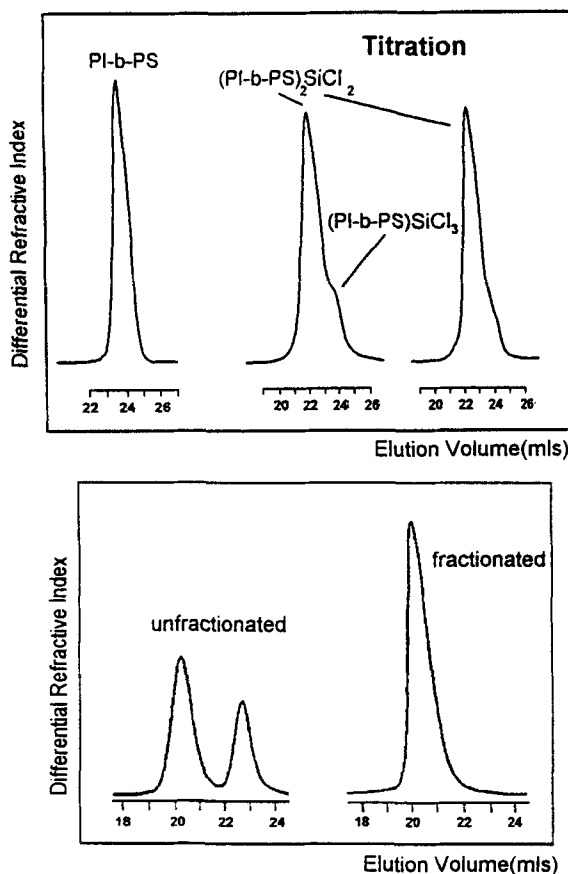 Titration
PI-b-PS
(PI-b-PS)2SiCl2
(PI-b-PS)SiCl3
Differential Refractive Index
22 24 26
20 22 24 26
20 22 24 26
Elution Volume(mls)
unfractionated
fractionated
Differential Refractive Index
18 20 22 24
18 20 22 24
Elution Volume(mls)